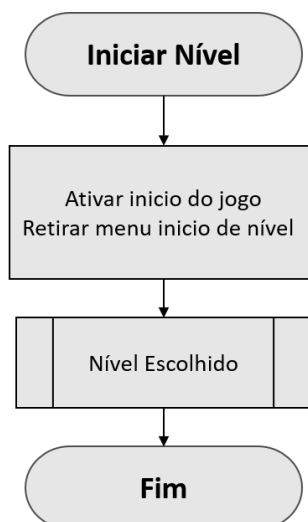 Iniciar Nível
Ativar inicio do jogo
Retirar menu inicio de nível
Nível Escolhido
Fim